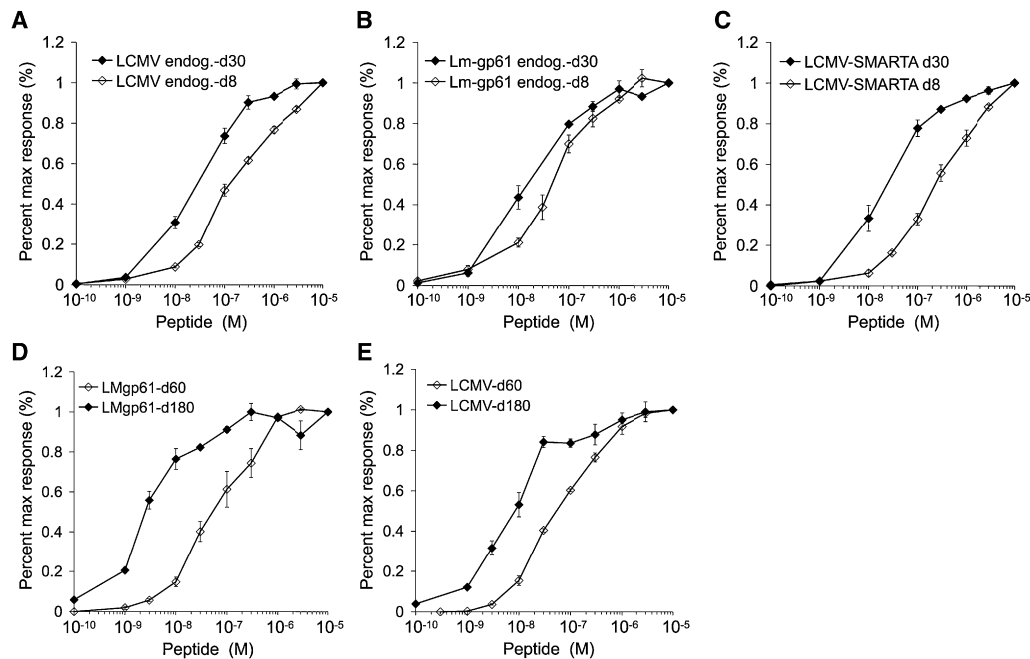 A
Percent max response (%)
1.2
1
0.8
0.6
0.4
0.2
0
LCMV endog.-d30
LCMV endog.-d8
10-10
10-9
10-8
10-7
10-6
10-5
Peptide (M)
B
Percent max response (%)
1.2
1
0.8
0.6
0.4
0.2
0
Lm-gp61 endog.-d30
Lm-gp61 endog.-d8
10-10
10-9
10-8
10-7
10-6
10-5
Peptide (M)
C
Percent max response (%)
1.2
1
0.8
0.6
0.4
0.2
0
LCMV-SMARTA d30
LCMV-SMARTA d8
10-10
10-9
10-8
10-7
10-6
10-5
Peptide (M)
D
Percent max response (%)
1.2
1
0.8
0.6
0.4
0.2
0
LMgp61-d60
LMgp61-d180
10-10
10-9
10-8
10-7
10-6
10-5
Peptide (M)
E
Percent max response (%)
1.2
1
0.8
0.6
0.4
0.2
0
LCMV-d60
LCMV-d180
10-10
10-9
10-8
10-7
10-6
10-5
Peptide (M)